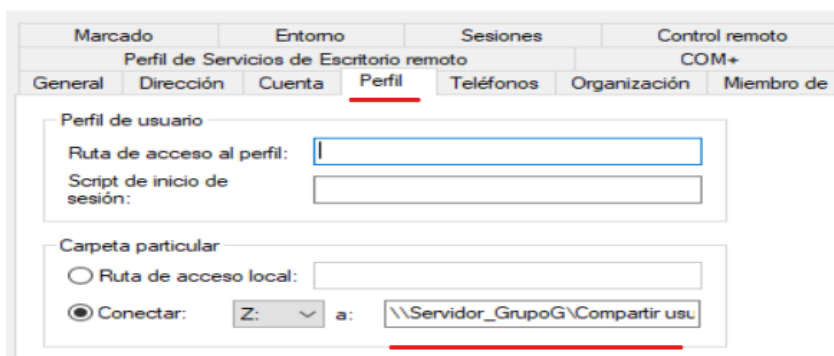 Marcado Entorno Sesiones Control remoto
Perfil de Servicios de Escritorio remoto COM+
General Dirección Cuenta Perfil Teléfonos Organización Miembro de
Perfil de usuario
Ruta de acceso al perfil:
Script de inicio de
sesión:
Carpeta particular
Ruta de acceso local:
Conectar: Z: a: \\Servidor_GrupoG\Compartir usu